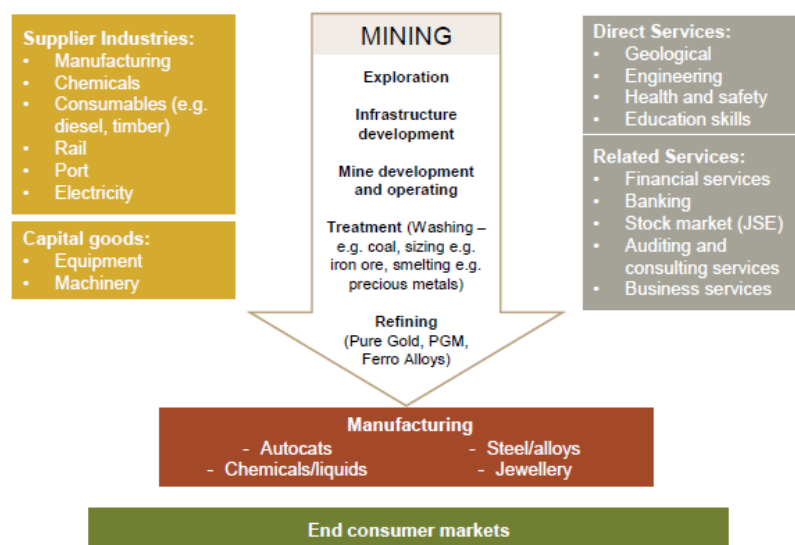 Supplier Industries:
• Manufacturing
• Chemicals
• Consumables (e.g.
diesel, timber)
• Rail
• Port
• Electricity
Capital goods:
• Equipment
• Machinery
MINING
Exploration
Infrastructure
development
Mine development
and operating
Treatment (Washing –
e.g. coal, sizing e.g.
iron ore, smelting e.g.
precious metals)
Refining
(Pure Gold, PGM,
Ferro Alloys)
Direct Services:
• Geological
• Engineering
• Health and safety
• Education skills
Related Services:
• Financial services
• Banking
• Stock market (JSE)
• Auditing and
consulting services
• Business services
Manufacturing
- Autocats
- Chemicals/liquids
- Steel/alloys
- Jewellery
End consumer markets